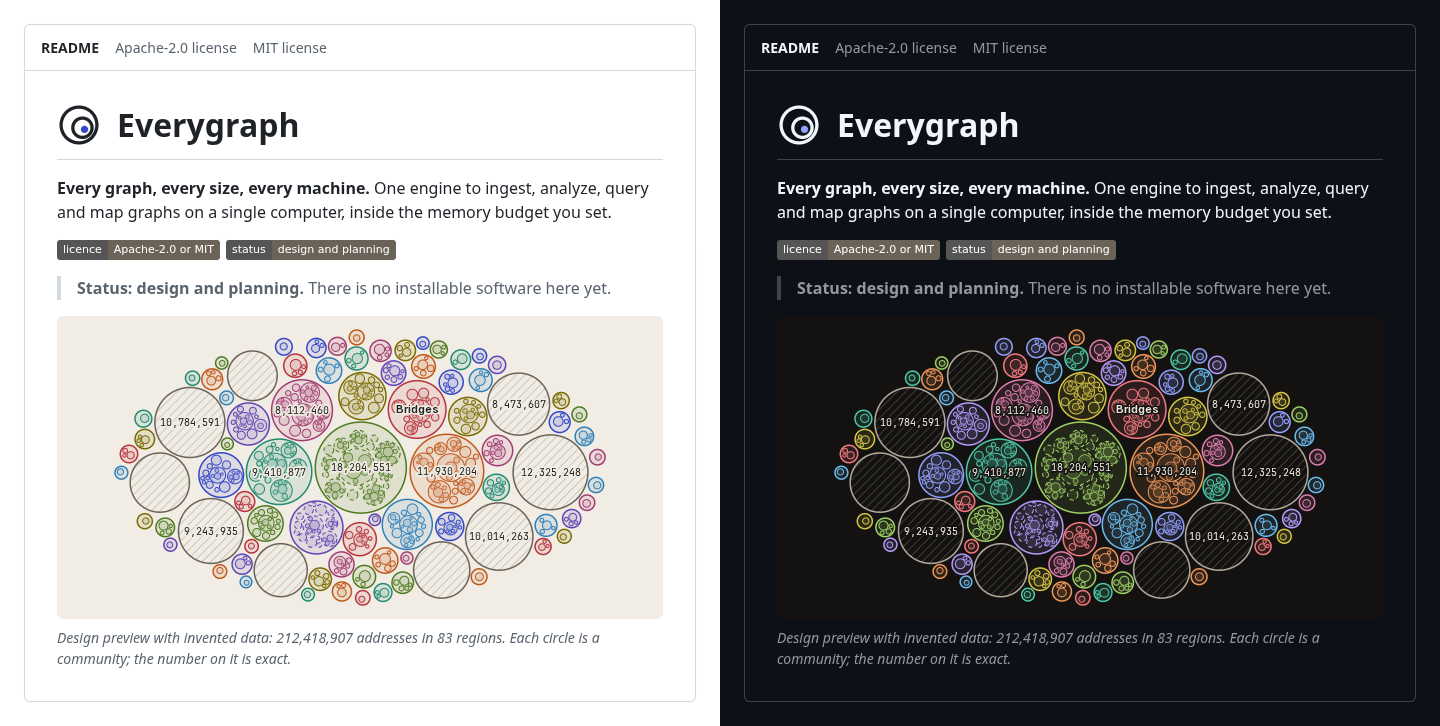 README Apache-2.0 license MIT license
Everygraph
Every graph, every size, every machine. One engine to ingest, analyze, query
and map graphs on a single computer, inside the memory budget you set.
licence Apache-2.0 or MIT status design and planning
Status: design and planning. There is no installable software here yet.
8,473,607
8,112,460
Bridges
10,784,591
18,204,551
9,410,877
11,930,204
12,325,248
9,243,935
10,014,263
Design preview with invented data: 212,418,907 addresses in 83 regions. Each circle is a
community; the number on it is exact.
README Apache-2.0 license MIT license
Everygraph
Every graph, every size, every machine. One engine to ingest, analyze, query
and map graphs on a single computer, inside the memory budget you set.
licence Apache-2.0 or MIT status design and planning
Status: design and planning. There is no installable software here yet.
8,473,607
8,112,460
Bridges
10,784,591
18,204,551
9,410,877
11,930,204
12,325,248
9,243,935
10,014,263
Design preview with invented data: 212,418,907 addresses in 83 regions. Each circle is a
community; the number on it is exact.